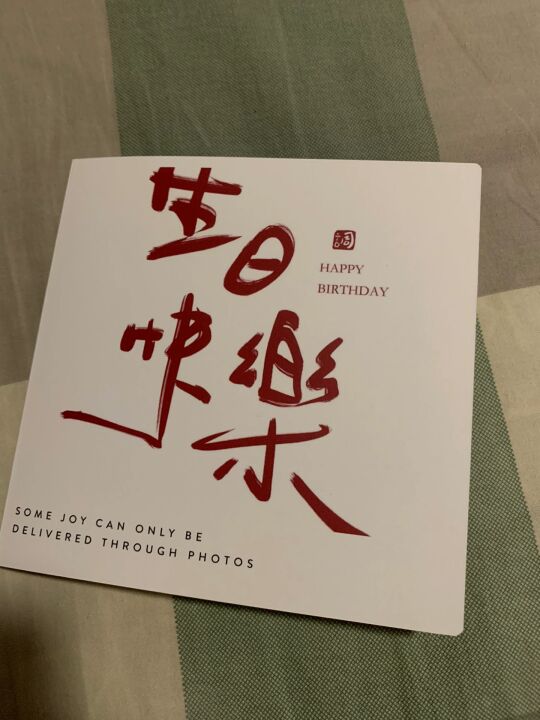 生日
快樂
HAPPY
BIRTHDAY
SOME JOY CAN ONLY BE
DELIVERED THROUGH PHOTOS